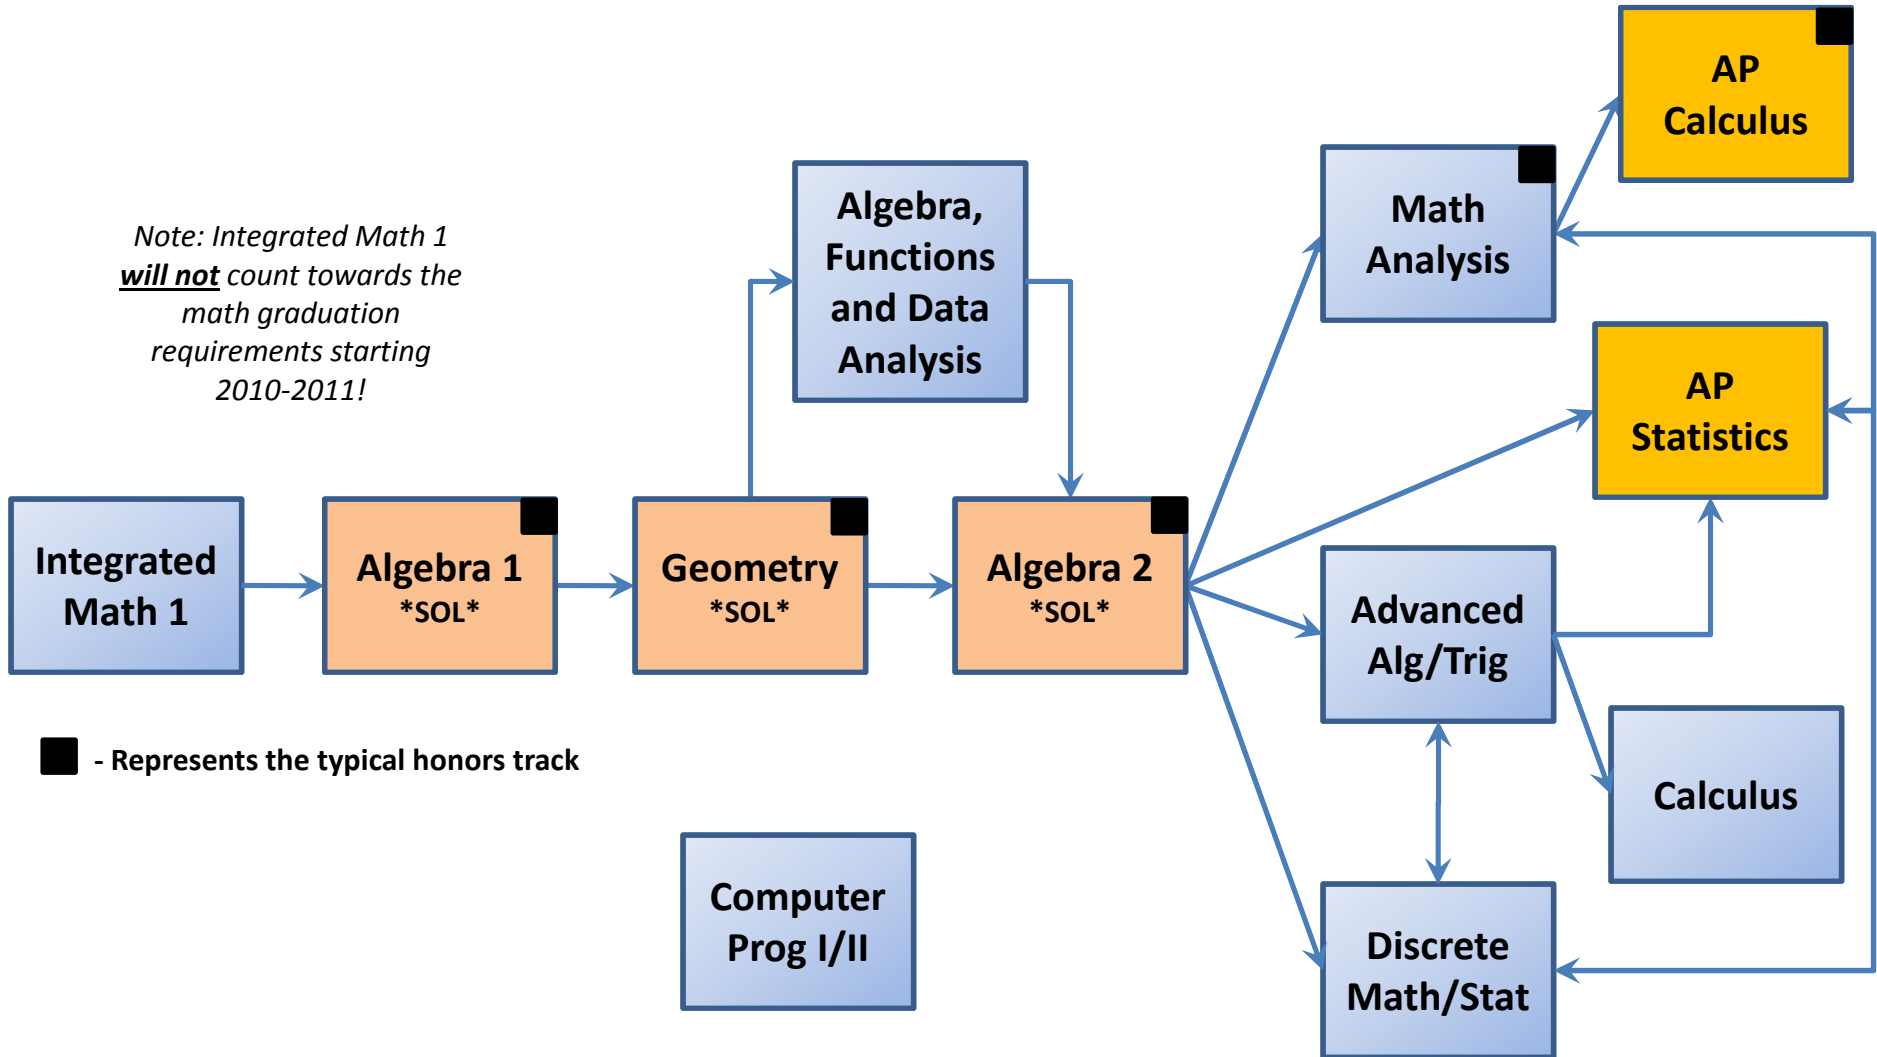 AP
Calculus
Math
Analysis
Algebra,
Functions
and Data
Analysis
Note: Integrated Math 1
will not count towards the
math graduation
requirements starting
2010-2011!
AP
Statistics
Integrated
Math 1
Algebra 1
*SOL*
Geometry
*SOL*
Algebra 2
*SOL*
Advanced
Alg/Trig
- Represents the typical honors track
Calculus
Computer
Prog I/II
Discrete
Math/Stat